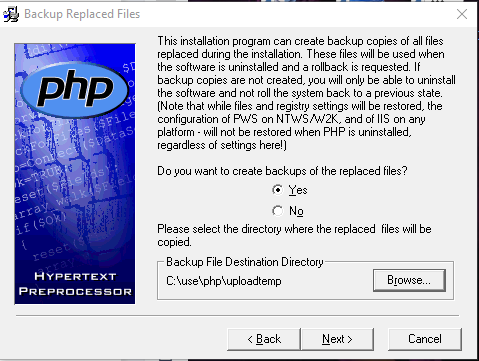 Backup Replaced Files
This installation program can create backup copies of all files
replaced during the installation. These files will be used when
the software is uninstalled and a rollback is requested. If
backup copies are not created, you will only be able to uninstall
the software and not roll the system back to a previous state.
(Note that while files and registry settings will be restored, the
configuration of PWS on NTWS/W2K, and of IIS on any
platform - will not be restored when PHP is uninstalled,
regardless of settings here!)
php
Do you want to create backups of the replaced files?
Yes
No
Please select the directory where the replaced files will be
copied.
Backup File Destination Directory
C:\use\php\uploadtemp
Browse...
HYPERTEXT
PREPROCESSOR
< Back
Next >
Cancel